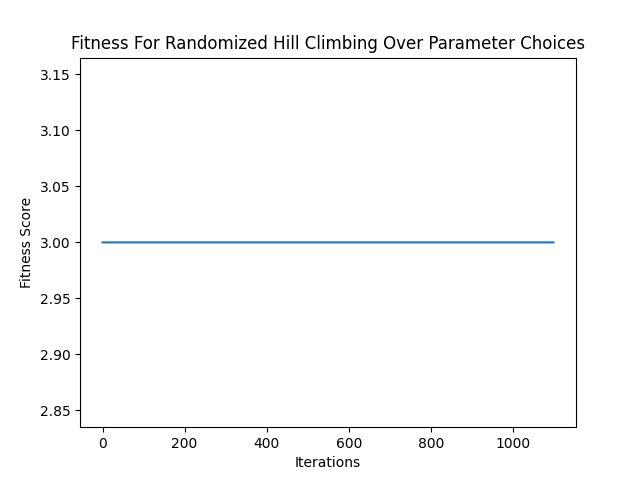 Fitness For Randomized Hill Climbing Over Parameter Choices
3.15
3.10
3.05
3.00
2.95
2.90
2.85
Fitness Score
0 200 400 600 800 1000
Iterations